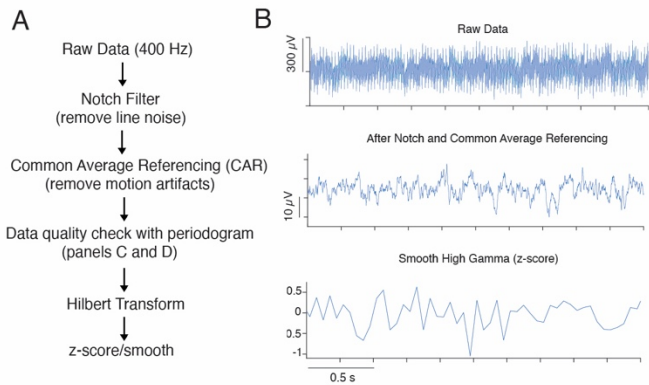 A
Raw Data (400 Hz)
Notch Filter
(remove line noise)
Common Average Referencing (CAR)
(remove motion artifacts)
Data quality check with periodogram
(panels C and D)
Hilbert Transform
z-score/smooth
B
Raw Data
300 µV
After Notch and Common Average Referencing
10 µV
Smooth High Gamma (z-score)
0.5
0
0.5
-1
0.5 s